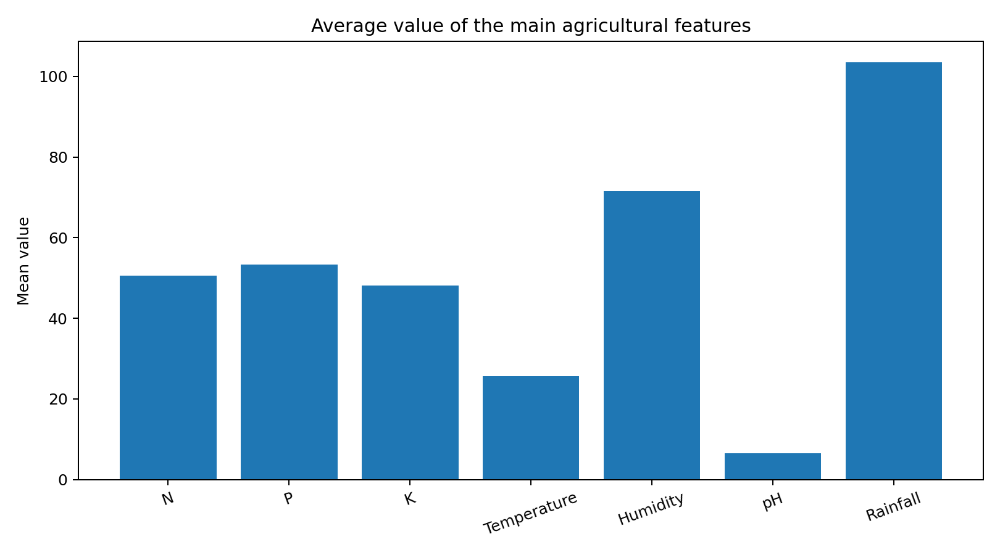 Average value of the main agricultural features
Mean value
100
80
60
40
20
0
N
P
K
Temperature
Humidity
pH
Rainfall